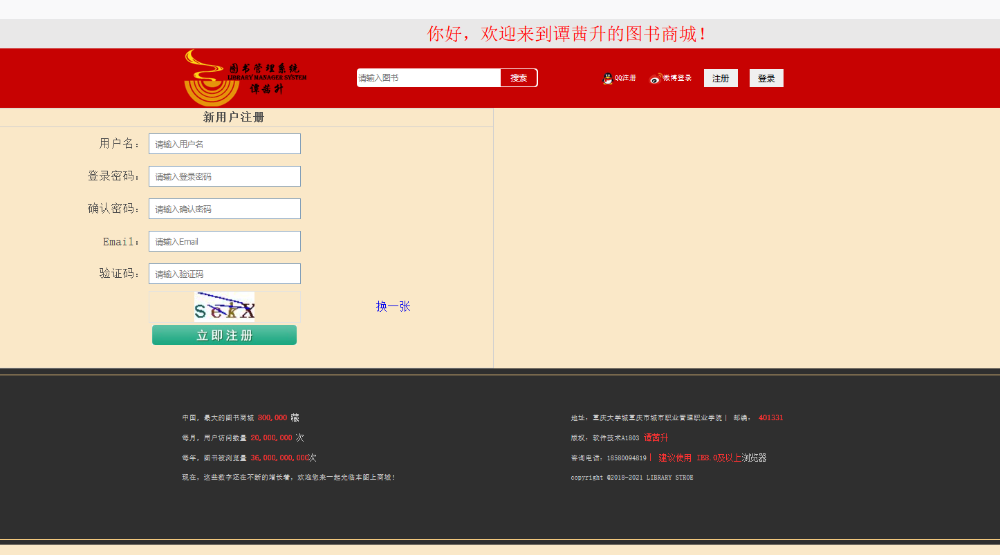 你好，欢迎来到谭茜升的图书商城！
图书管理系统
LIBRARY MANAGER SYSTEM
谭茜升
请输入图书 搜索
QQ注册 微博登录 注册 登录
新用户注册
用户名： 请输入用户名
登录密码： 请输入登录密码
确认密码： 请输入确认密码
Email： 请输入Email
验证码： 请输入验证码
SekX 换一张
立即注册
中国，最大的图书商城 800,000 藏
每月，用户访问数量 20,000,000 次
每年，图书被浏览量 36,000,000,000次
现在，这些数字还在不断的增长着，欢迎您来一起光临本图上商城！
地址：重庆大学城重庆市城市职业管理职业学院| 邮编： 401331
版权：软件技术A1803 谭茜升
咨询电话：18580094819| 建议使用 IE8.0及以上浏览器
copyright ©2018-2021 LIBRARY STROE